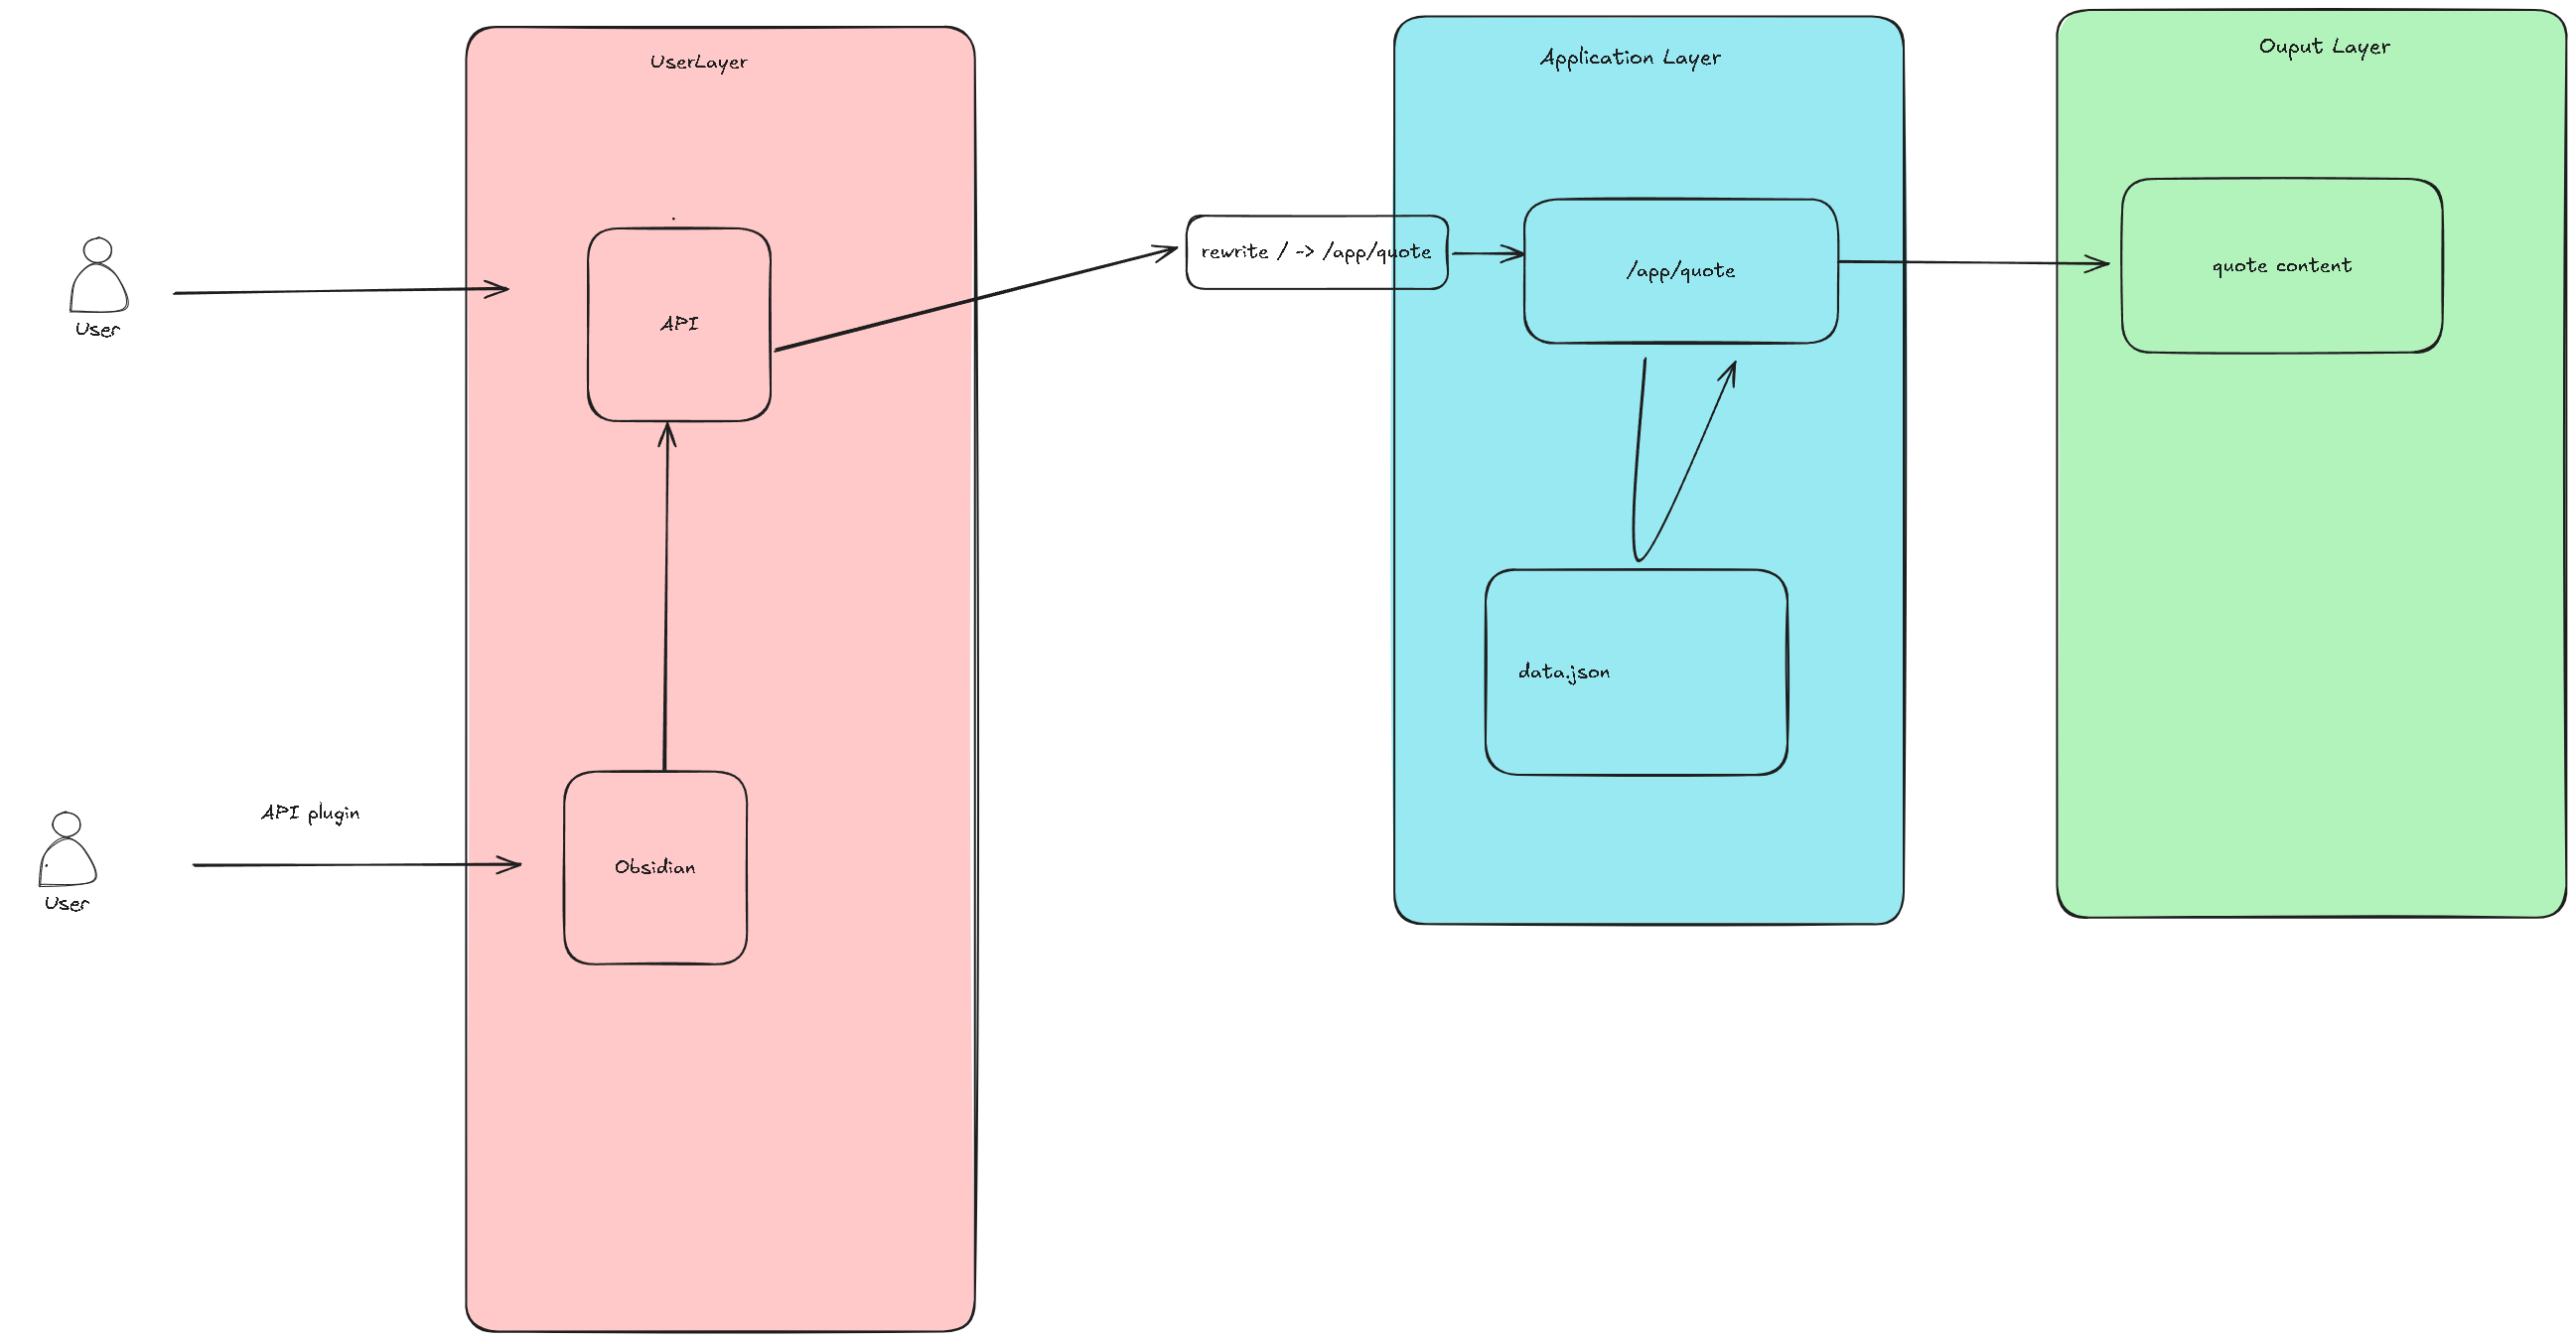 UserLayer
Application Layer
Ouput Layer
rewrite / -> /app/quote
/app/quote
quote content
API
User
data.json
API plugin
Obsidian
User